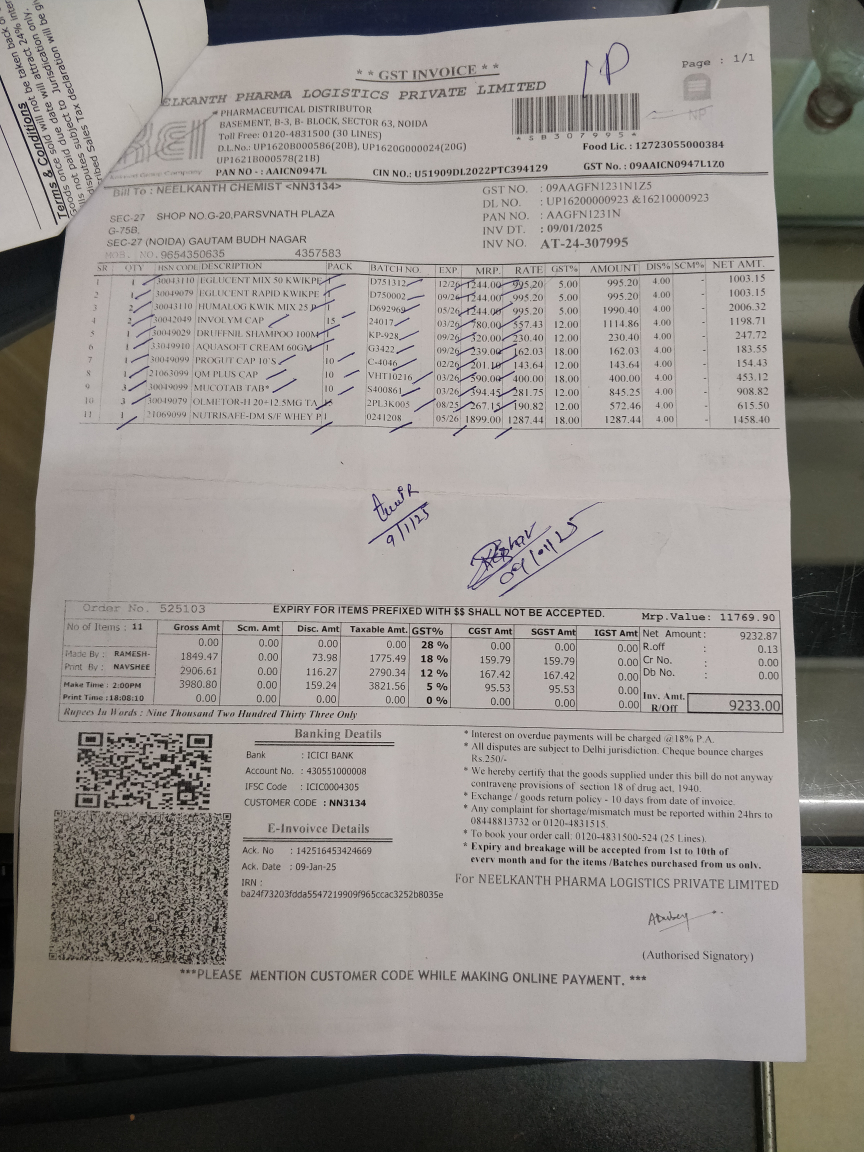 Terms & Conditions
** GST INVOICE **
NP
Page : 1/1
ELKANTH PHARMA LOGISTICS PRIVATE LIMITED
*SB307995*
NP
* PHARMACEUTICAL DISTRIBUTOR
BASEMENT, B-3, B- BLOCK, SECTOR 63, NOIDA
Toll Free: 0120-4831500 (30 LINES)
D.L.No.: UP1620B000586(20B), UP1620G000024(20G)
UP1621B000578(21B)
Food Lic. : 12723055000384
PAN NO - : AAICN0947L
CIN NO.: U51909DL2022PTC394129
GST No. : 09AAICN0947L1Z0
Bill To : NEELKANTH CHEMIST <NN3134>
SEC-27 SHOP NO.G-20,PARSVNATH PLAZA
G-75B,
SEC-27 (NOIDA) GAUTAM BUDH NAGAR
MOB. NO.9654350635 4357583
GST NO. : 09AAGFN1231N1Z5
DL NO. : UP16200000923 &16210000923
PAN NO. : AAGFN1231N
INV DT. : 09/01/2025
INV NO. AT-24-307995
SR QTY HSN CODE DESCRIPTION PACK BATCH NO. EXP. MRP. RATE GST% AMOUNT DIS% SCM% NET AMT.
1 1 30043110 EGLUCENT MIX 50 KWIKPE 1 D751312 12/26 1244.00 995.20 5.00 995.20 4.00 - 1003.15
2 1 30049079 EGLUCENT RAPID KWIKPE 1 D750002 09/26 1244.00 995.20 5.00 995.20 4.00 - 1003.15
3 2 30043110 HUMALOG KWIK MIX 25 P 1 D692969 05/26 1244.00 995.20 5.00 1990.40 4.00 - 2006.32
4 2 30042049 INVOLYM CAP 15 24017 03/26 780.00 557.43 12.00 1114.86 4.00 - 1198.71
5 1 30049029 DRUFFNIL SHAMPOO 100M 1 KP-928 09/26 320.00 230.40 12.00 230.40 4.00 - 247.72
6 1 33049910 AQUASOFT CREAM 60GM 1 G3422 09/26 239.00 162.03 18.00 162.03 4.00 - 183.55
7 1 30049099 PROGUT CAP 10'S 10 C-4046 02/26 201.10 143.64 12.00 143.64 4.00 - 154.43
8 1 21063099 QM PLUS CAP 10 VHT10216 03/26 590.00 400.00 18.00 400.00 4.00 - 453.12
9 3 30049099 MUCOTAB TAB* 10 S400861 03/26 394.45 281.75 12.00 845.25 4.00 - 908.82
10 3 30049079 OLMETOR-H 20+12.5MG TA 15 2PL3K005 08/25 267.15 190.82 12.00 572.46 4.00 - 615.50
11 1 21069099 NUTRISAFE-DM S/F WHEY P 1 0241208 05/26 1899.00 1287.44 18.00 1287.44 4.00 - 1458.40
9/1/25
09/01/25
Order No. 525103 EXPIRY FOR ITEMS PREFIXED WITH $$ SHALL NOT BE ACCEPTED. Mrp.Value: 11769.90
No of Items : 11 Gross Amt Scm. Amt Disc. Amt Taxable Amt. GST% CGST Amt SGST Amt IGST Amt Net Amount : 9232.87
0.00 0.00 0.00 0.00 28 % 0.00 0.00 0.00 R.off : 0.13
Made By : RAMESH- 1849.47 0.00 73.98 1775.49 18 % 159.79 159.79 0.00 Cr No. : 0.00
Print By : NAVSHEE 2906.61 0.00 116.27 2790.34 12 % 167.42 167.42 0.00 Db No. : 0.00
Make Time : 2:00PM 3980.80 0.00 159.24 3821.56 5 % 95.53 95.53 0.00
Print Time :18:08:10 0.00 0.00 0.00 0.00 0 % 0.00 0.00 0.00 Inv. Amt. R/Off 9233.00
Rupees In Words : Nine Thousand Two Hundred Thirty Three Only
Banking Deatils
Bank : ICICI BANK
Account No. : 430551000008
IFSC Code : ICIC0004305
CUSTOMER CODE : NN3134
E-Invoivce Details
Ack. No : 142516453424669
Ack. Date : 09-Jan-25
IRN :
ba24f73203fdda5547219909f965ccac3252b8035e
* Interest on overdue payments will be charged @18% P.A.
* All disputes are subject to Delhi jurisdiction. Cheque bounce charges
Rs.250/-
* We hereby certify that the goods supplied under this bill do not anyway
contravene provisions of section 18 of drug act, 1940.
* Exchange / goods return policy - 10 days from date of invoice.
* Any complaint for shortage/mismatch must be reported within 24hrs to
08448813732 or 0120-4831515.
* To book your order call: 0120-4831500-524 (25 Lines).
* Expiry and breakage will be accepted from 1st to 10th of
every month and for the items /Batches purchased from us only.
For NEELKANTH PHARMA LOGISTICS PRIVATE LIMITED
(Authorised Signatory)
***PLEASE MENTION CUSTOMER CODE WHILE MAKING ONLINE PAYMENT. ***